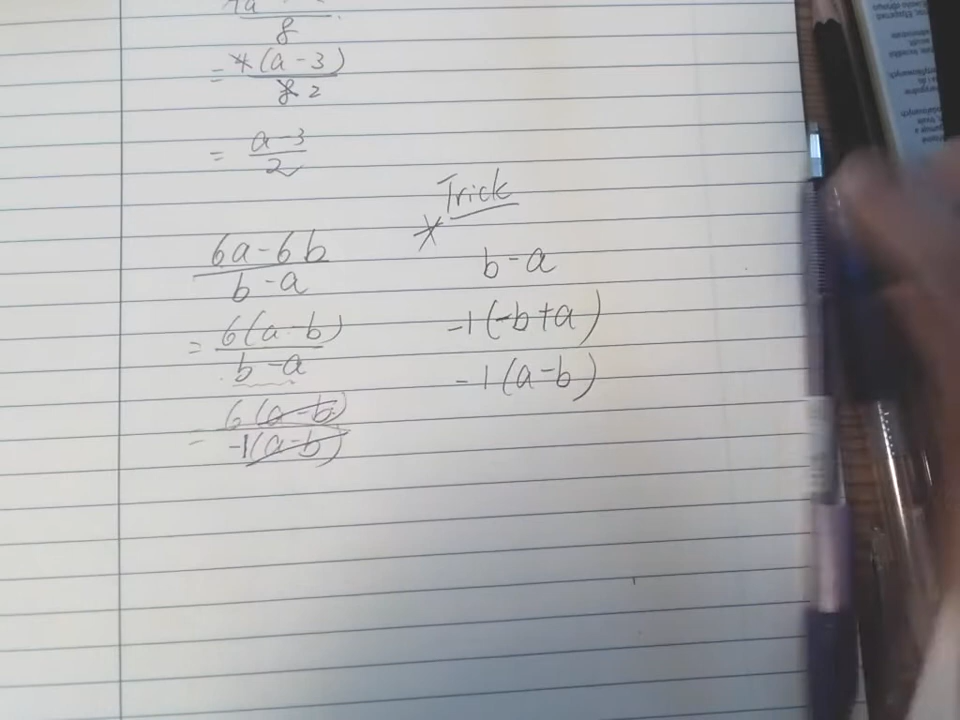 8
= 4(a-3)
8 2
= a-3
2
Trick
*
6a-6b
b-a
= 6(a-b)
b-a
= 6(a-b)
-1(a-b)
b-a
-1(-b+a)
-1(a-b)